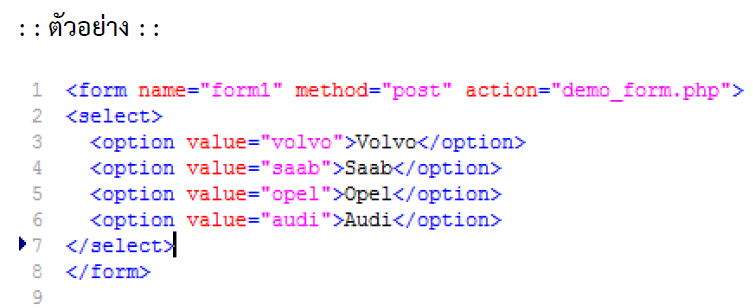 : : ตัวอย่าง : :
1 <form name="form1" method="post" action="demo_form.php">
2 <select>
3   <option value="volvo">Volvo</option>
4   <option value="saab">Saab</option>
5   <option value="opel">Opel</option>
6   <option value="audi">Audi</option>
7 </select>
8 </form>
9